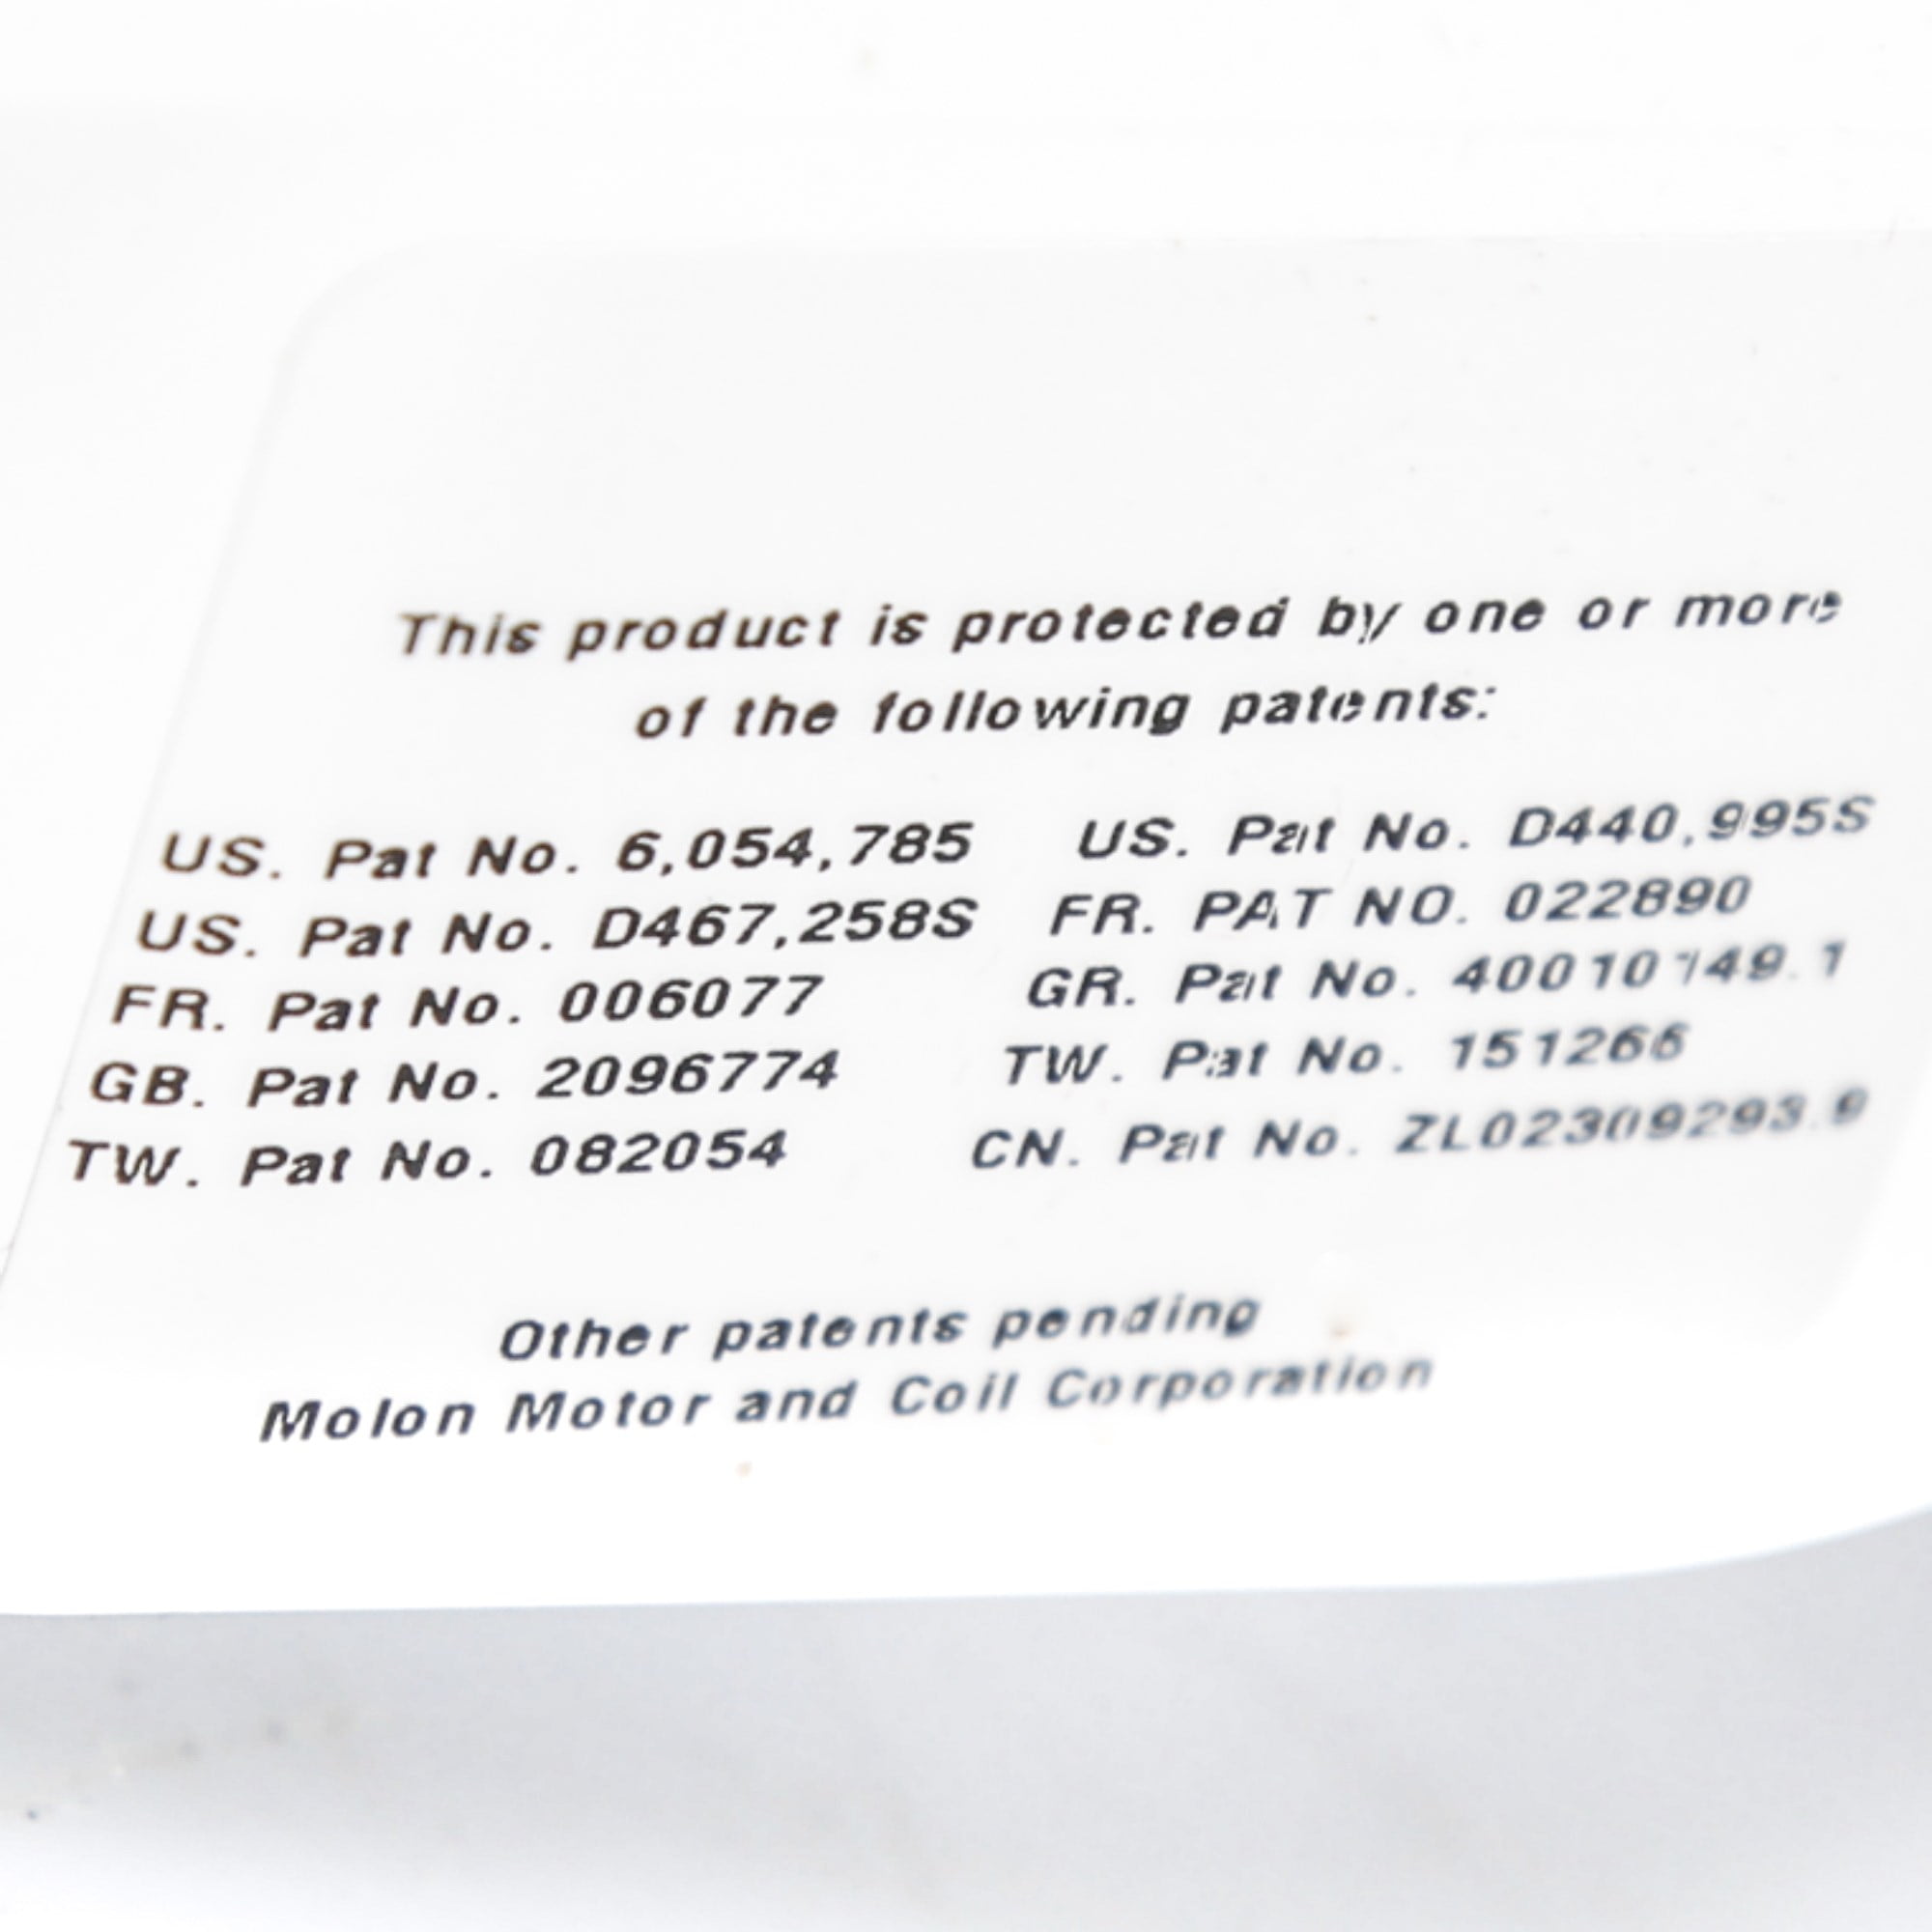 This product is protected by one or more
of the following patents:
US. Pat No. 6,054,785 US. Pat No. D440,995S
US. Pat No. D467,258S FR. PAT NO. 022890
FR. Pat No. 006077 GR. Pat No. 40010149.1
GB. Pat No. 2096774 TW. Pat No. 151266
TW. Pat No. 082054 CN. Pat No. ZL02309293.9
Other patents pending
Molon Motor and Coil Corporation